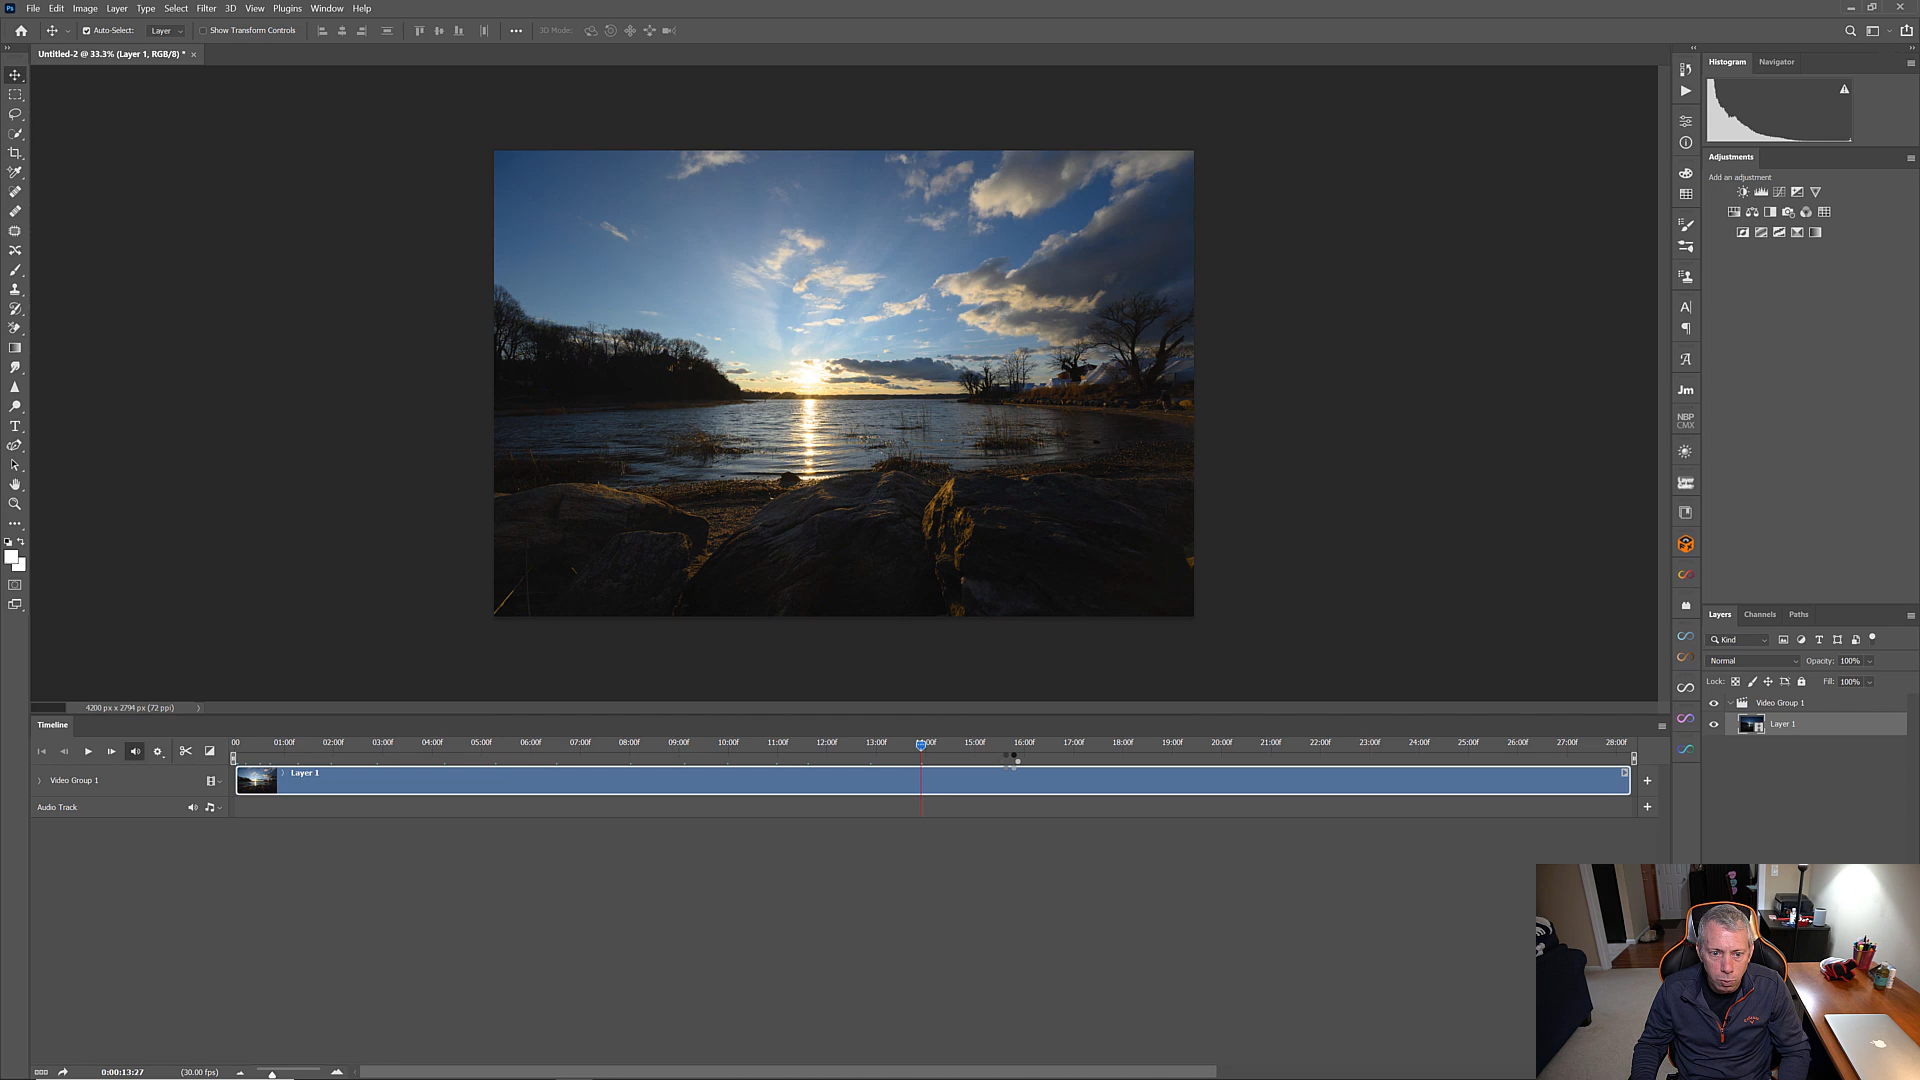 Ps File Edit Image Layer Type Select Filter 3D View Plugins Window Help
Auto-Select: Layer Show Transform Controls 3D Mode:
Untitled-2 @ 33.3% (Layer 1, RGB/8) *
Histogram Navigator
Adjustments
Add an adjustment
Jm
NBP
CMX
Layers Channels Paths
Kind
Normal Opacity: 100%
Lock: Fill: 100%
Video Group 1
Layer 1
4200 px x 2794 px (72 ppi)
Timeline
00 01:00f 02:00f 03:00f 04:00f 05:00f 06:00f 07:00f 08:00f 09:00f 10:00f 11:00f 12:00f 13:00f 15:00f 16:00f 17:00f 18:00f 19:00f 20:00f 21:00f 22:00f 23:00f 24:00f 25:00f 26:00f 27:00f 28:00f
Video Group 1 Layer 1
Audio Track
0:00:13:27 (30.00 fps)